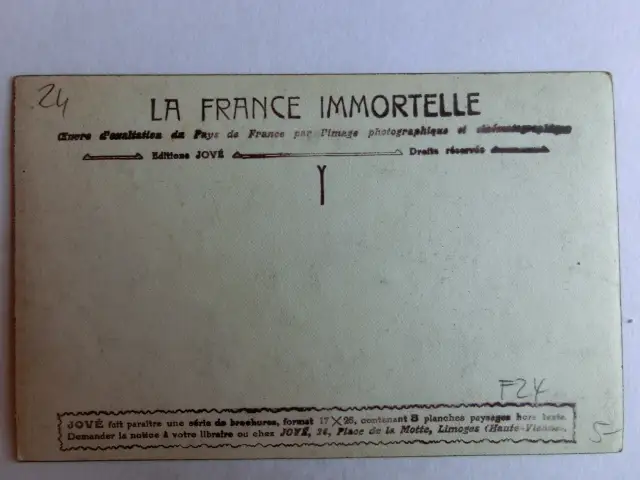 24
LA FRANCE IMMORTELLE
Œuvre d'exaltation du Pays de France par l'image photographique et cinématographique
Editions JOVÉ Droits réservés
F24
JOVÉ fait paraître une série de brochures, format 17 X 26, contenant 8 planches paysages hors texte.
Demander la notice à votre libraire ou chez JOVÉ, 34, Place de la Motte, Limoges (Haute-Vienne).
5-